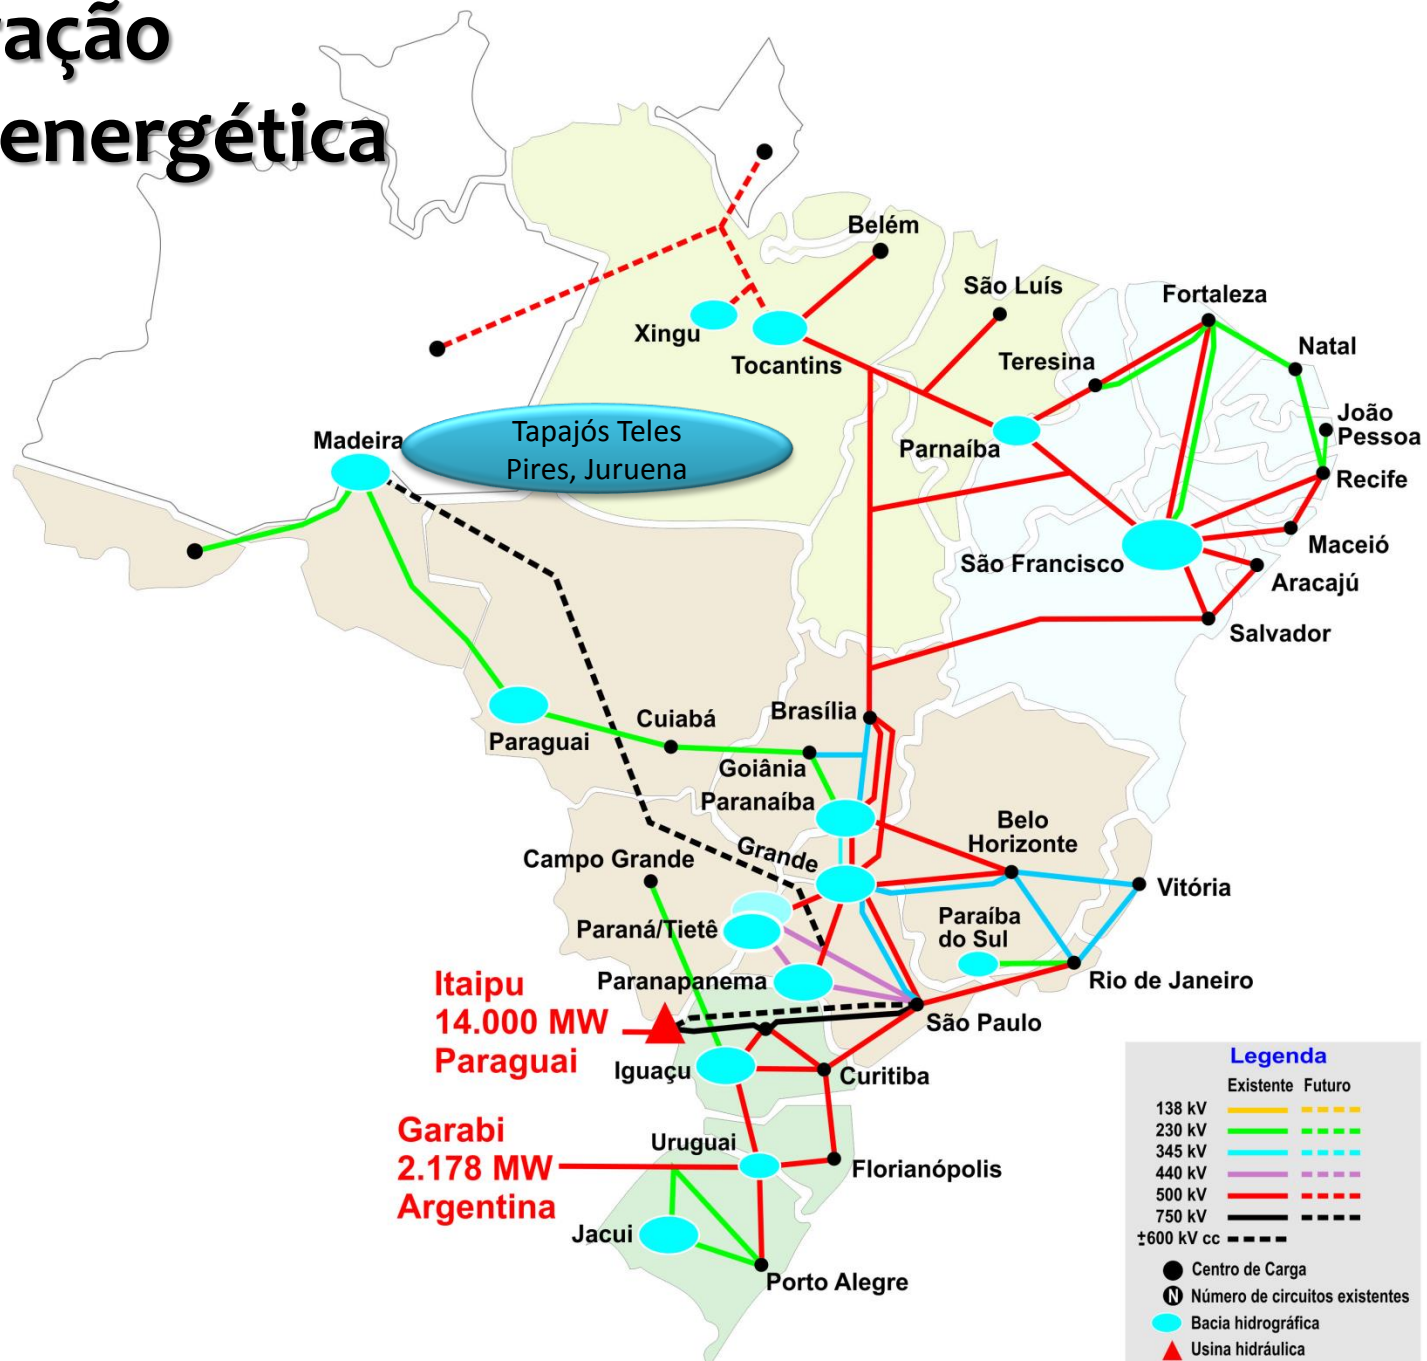 ração
energética
Belém
São Luís
Fortaleza
Xingu
Tocantins
Teresina
Natal
João
Pessoa
Madeira
Tapajós Teles
Pires, Juruena
Parnaíba
Recife
São Francisco
Maceió
Aracajú
Salvador
Paraguai
Cuiabá
Brasília
Goiânia
Paranaíba
Belo
Horizonte
Grande
Campo Grande
Vitória
Paraná/Tietê
Paraíba
do Sul
Paranapanema
Rio de Janeiro
Itaipu
14.000 MW
Paraguai
São Paulo
Iguaçu
Curitiba
Garabi
2.178 MW
Argentina
Uruguai
Florianópolis
Jacui
Porto Alegre
Legenda
Existente Futuro
138 kV
230 kV
345 kV
440 kV
500 kV
750 kV
±600 kV cc
Centro de Carga
N Número de circuitos existentes
Bacia hidrográfica
Usina hidráulica